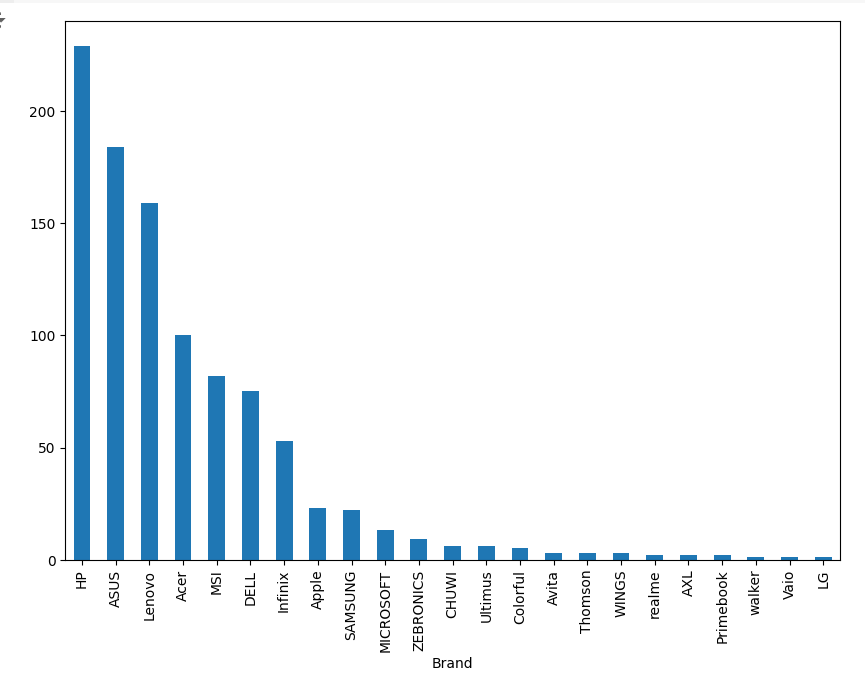 200
150
100
50
0
HP
ASUS
Lenovo
Acer
MSI
DELL
Infinix
Apple
SAMSUNG
MICROSOFT
ZEBRONICS
CHUWI
Ultimus
Colorful
Avita
Thomson
WINGS
realme
AXL
Primebook
walker
Vaio
LG
Brand